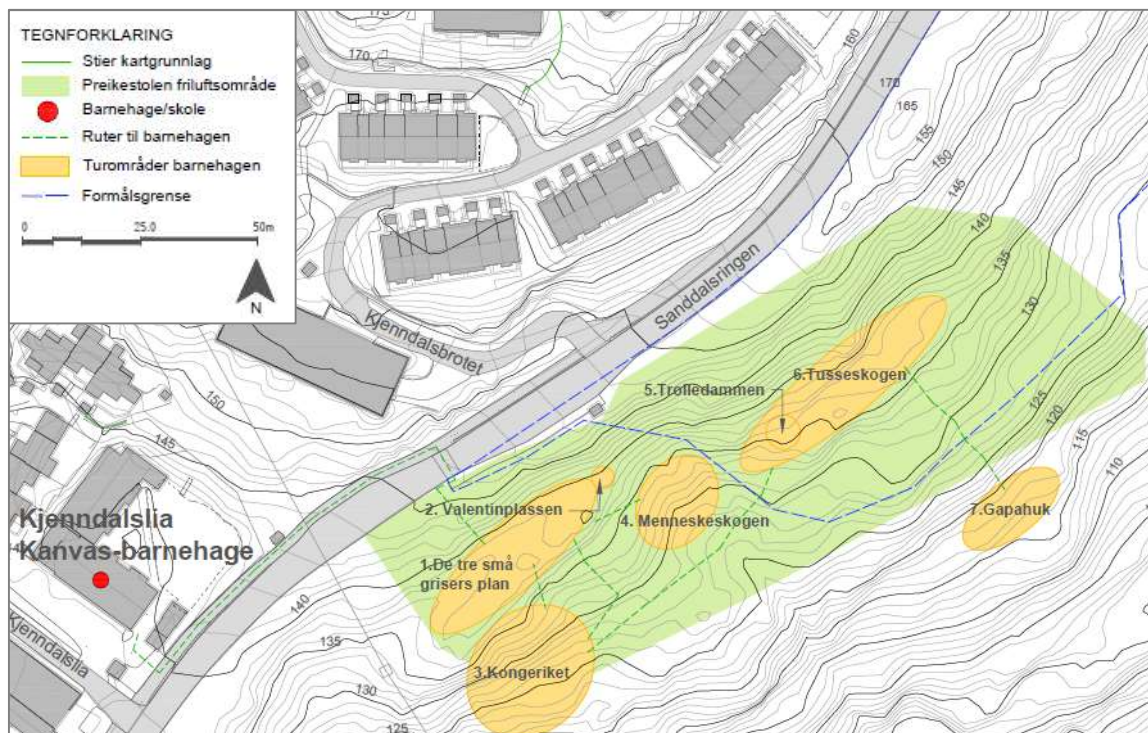 TEGNFORKLARING
Stier kartgrunnlag
Preikestolen friluftsområde
Barnehage/skole
Ruter til barnehagen
Turområder barnehagen
Formålsgrense
0 25.0 50m
N
175
170
160
170
165
155
150
145
140
135
130
125
120
115
110
Sanddalsringen
Kjenndalsbrotet
150
145
5.Trolledammen
6.Tusseskogen
2. Valentinplassen
4. Menneskeskogen
7.Gapahuk
Kjenndalslia
Kanvas-barnehage
1.De tre små
grisers plan
3.Kongeriket
Kjenndalslia
140
135
130
125